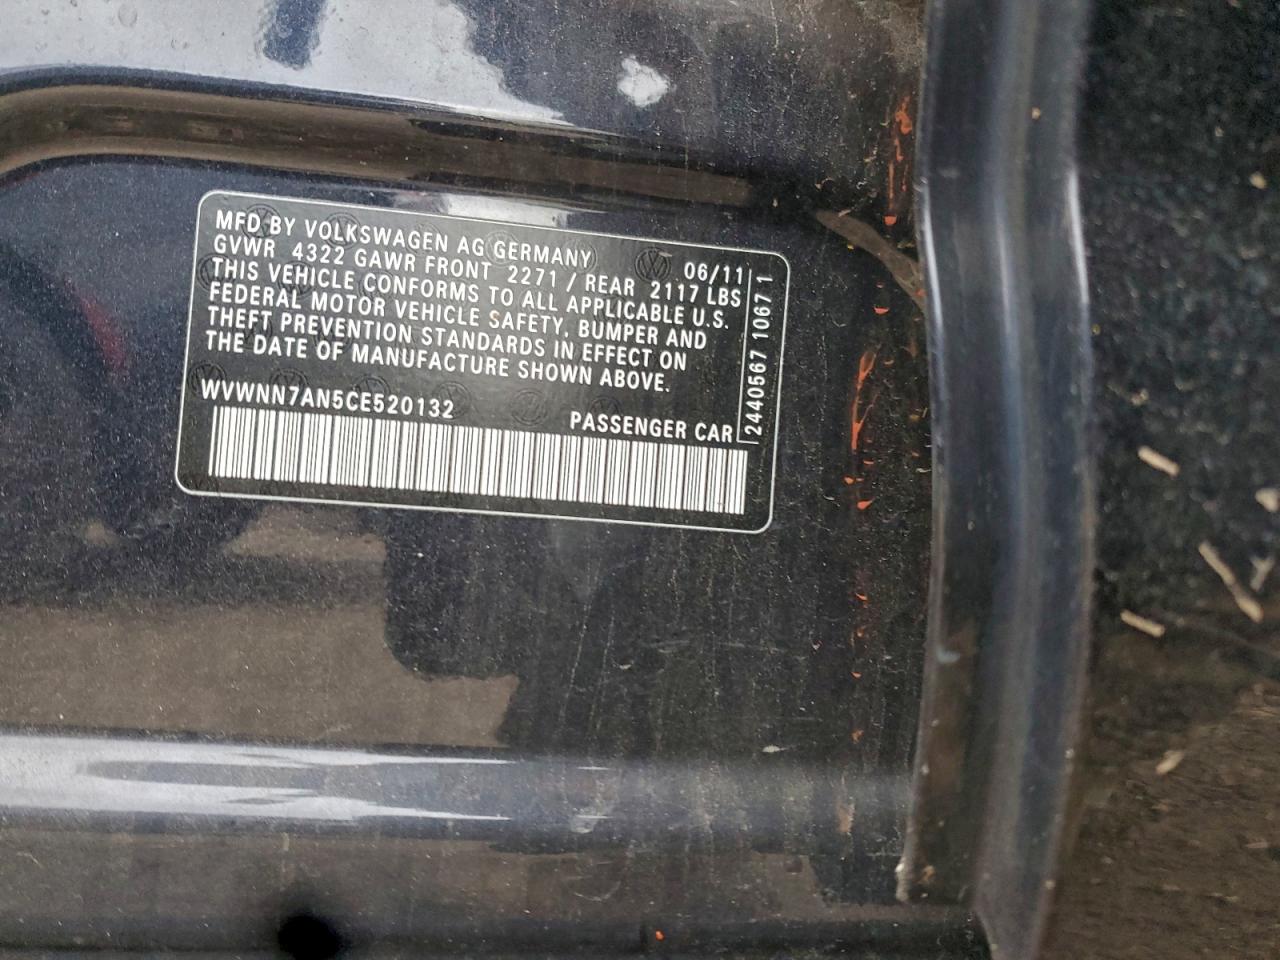 MFD BY VOLKSWAGEN AG GERMANY 06/11
GVWR 4322 GAWR FRONT 2271 / REAR 2117 LBS
THIS VEHICLE CONFORMS TO ALL APPLICABLE U.S.
FEDERAL MOTOR VEHICLE SAFETY, BUMPER AND
THEFT PREVENTION STANDARDS IN EFFECT ON
THE DATE OF MANUFACTURE SHOWN ABOVE.
WVWNN7AN5CE520132
PASSENGER CAR
2440567 1067 1